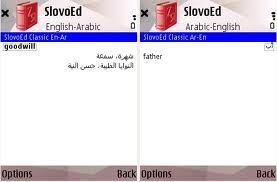 SlovoEd
English-Arabic
SlovoEd Classic En-Ar
goodwill
شهرة، سمعة
النوايا الطيبة، حسن النية
Options Back
SlovoEd
Arabic-English
SlovoEd Classic Ar-En
أب
father
Options Back